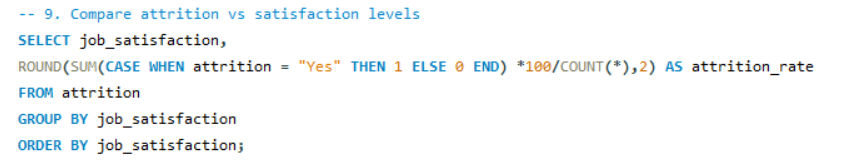 -- 9. Compare attrition vs satisfaction levels
SELECT job_satisfaction,
ROUND(SUM(CASE WHEN attrition = "Yes" THEN 1 ELSE 0 END) *100/COUNT(*),2) AS attrition_rate
FROM attrition
GROUP BY job_satisfaction
ORDER BY job_satisfaction;